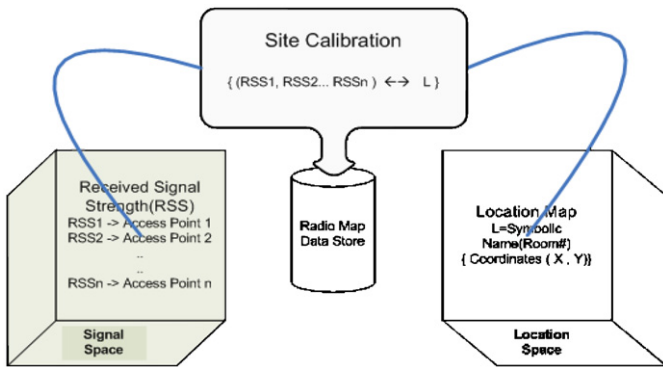 Site Calibration
{ (RSS1, RSS2... RSSn ) ↔ L }
Received Signal
Strength(RSS)
RSS1 -> Access Point 1
RSS2 -> Access Point 2
..
..
RSSn -> Access Point n
Signal
Space
Radio Map
Data Store
Location Map
L=Symbolic
Name(Room#)
{ Coordinates ( X , Y)}
Location
Space